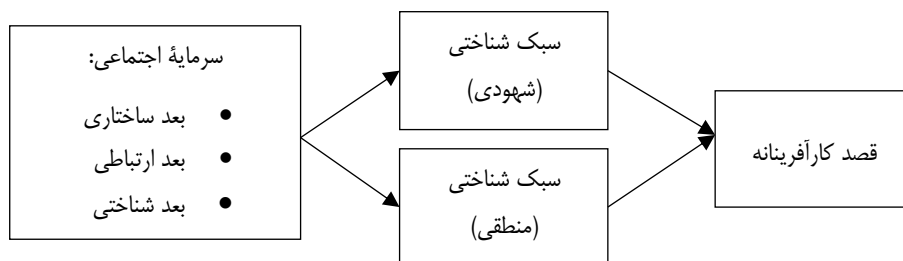 سرمایۀ اجتماعی:
• بعد ساختاری
• بعد ارتباطی
• بعد شناختی
سبک شناختی
(شهودی)
سبک شناختی
(منطقی)
قصد کارآفرینانه